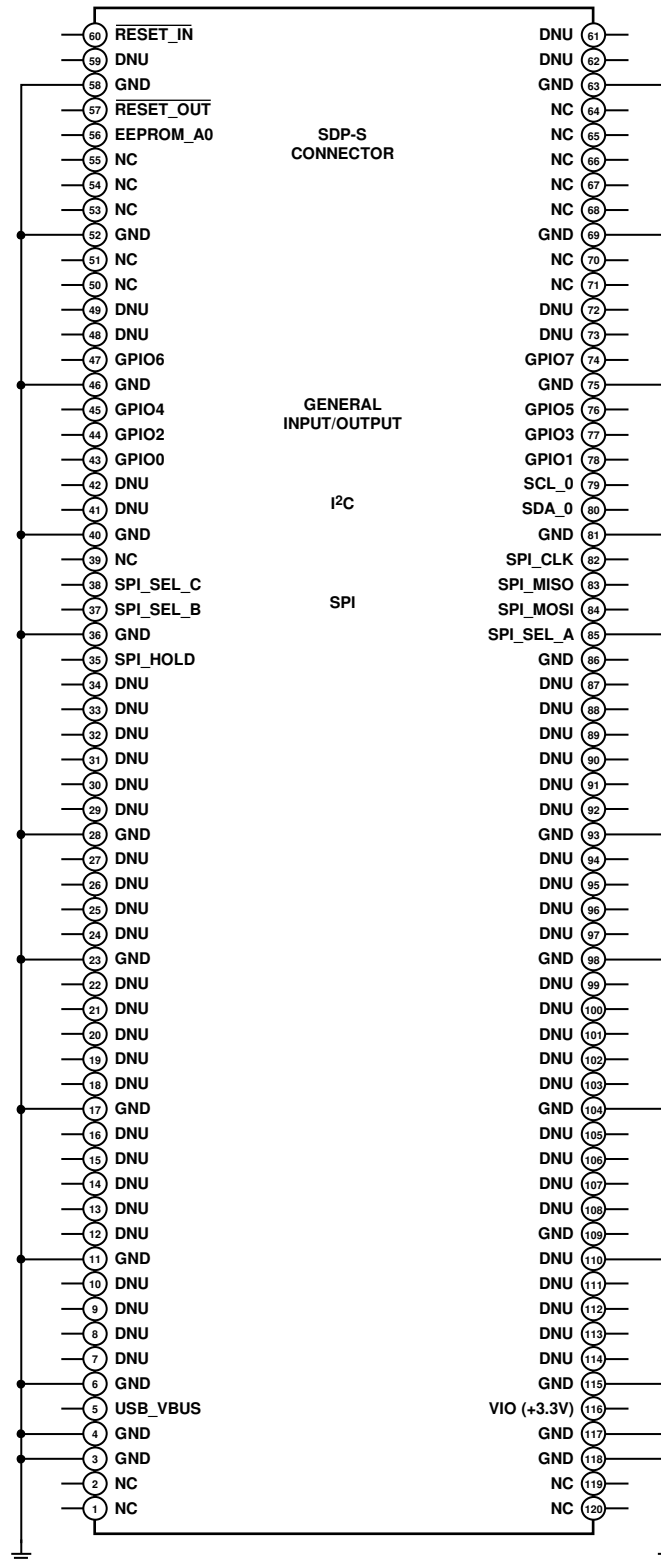 60 RESET_IN DNU 61
59 DNU DNU 62
58 GND GND 63
57 RESET_OUT NC 64
56 EEPROM_A0 SDP-S NC 65
55 NC CONNECTOR NC 66
54 NC NC 67
53 NC NC 68
52 GND GND 69
51 NC NC 70
50 NC NC 71
49 DNU DNU 72
48 DNU DNU 73
47 GPIO6 GPIO7 74
46 GND GND 75
45 GPIO4 GENERAL GPIO5 76
44 GPIO2 INPUT/OUTPUT GPIO3 77
43 GPIO0 GPIO1 78
42 DNU SCL_0 79
41 DNU I²C SDA_0 80
40 GND GND 81
39 NC SPI_CLK 82
38 SPI_SEL_C SPI_MISO 83
37 SPI_SEL_B SPI SPI_MOSI 84
36 GND SPI_SEL_A 85
35 SPI_HOLD GND 86
34 DNU DNU 87
33 DNU DNU 88
32 DNU DNU 89
31 DNU DNU 90
30 DNU DNU 91
29 DNU DNU 92
28 GND GND 93
27 DNU DNU 94
26 DNU DNU 95
25 DNU DNU 96
24 DNU DNU 97
23 GND GND 98
22 DNU DNU 99
21 DNU DNU 100
20 DNU DNU 101
19 DNU DNU 102
18 DNU DNU 103
17 GND GND 104
16 DNU DNU 105
15 DNU DNU 106
14 DNU DNU 107
13 DNU DNU 108
12 DNU GND 109
11 GND DNU 110
10 DNU DNU 111
9 DNU DNU 112
8 DNU DNU 113
7 DNU DNU 114
6 GND GND 115
5 USB_VBUS VIO (+3.3V) 116
4 GND GND 117
3 GND GND 118
2 NC NC 119
1 NC NC 120